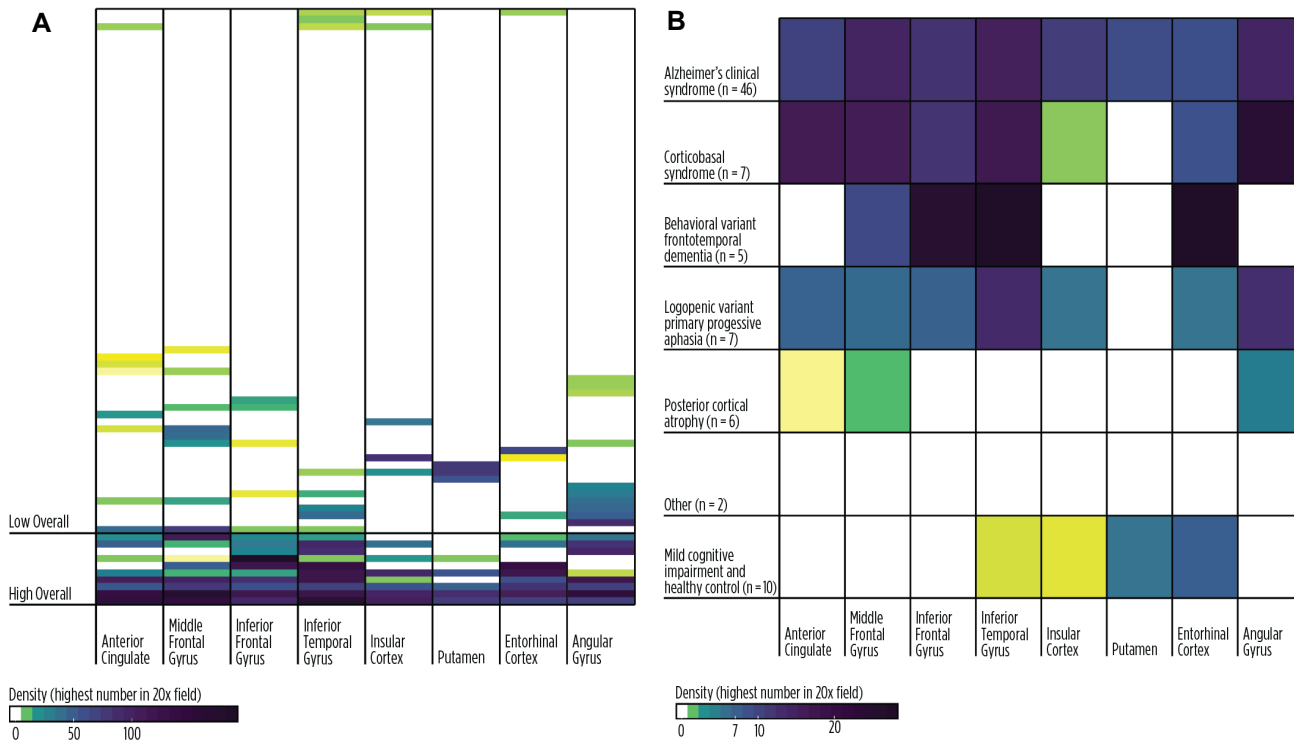 A
Low Overall
High Overall
Anterior
Cingulate
Middle
Frontal
Gyrus
Inferior
Frontal
Gyrus
Inferior
Temporal
Gyrus
Insular
Cortex
Putamen
Entorhinal
Cortex
Angular
Gyrus
Density (highest number in 20x field)
0 50 100
B
Alzheimer's clinical
syndrome (n = 46)
Corticobasal
syndrome (n = 7)
Behavioral variant
frontotemporal
dementia (n = 5)
Logopenic variant
primary progressive
aphasia (n = 7)
Posterior cortical
atrophy (n = 6)
Other (n = 2)
Mild cognitive
impairment and
healthy control (n = 10)
Anterior
Cingulate
Middle
Frontal
Gyrus
Inferior
Frontal
Gyrus
Inferior
Temporal
Gyrus
Insular
Cortex
Putamen
Entorhinal
Cortex
Angular
Gyrus
Density (highest number in 20x field)
0 7 10 20